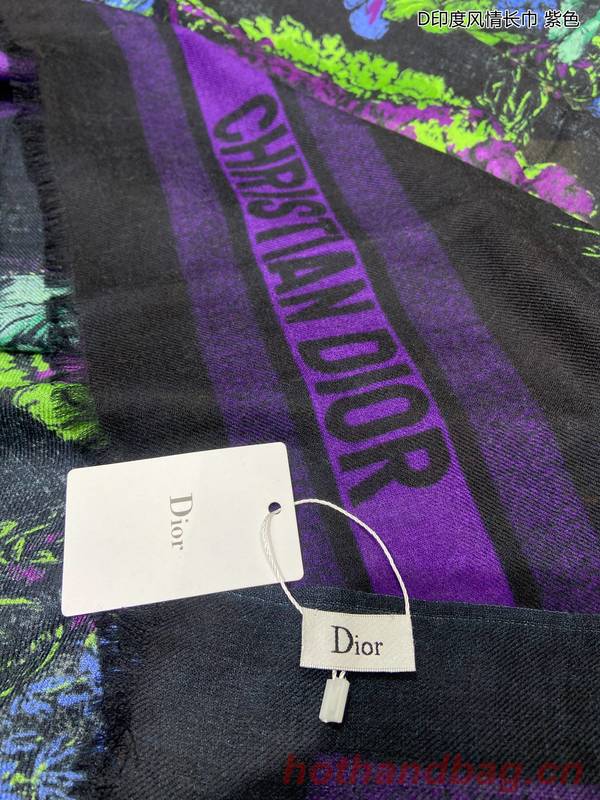 D印度风情长巾 紫色
CHRISTIAN DIOR
Dior
Dior
hothandbag.cn